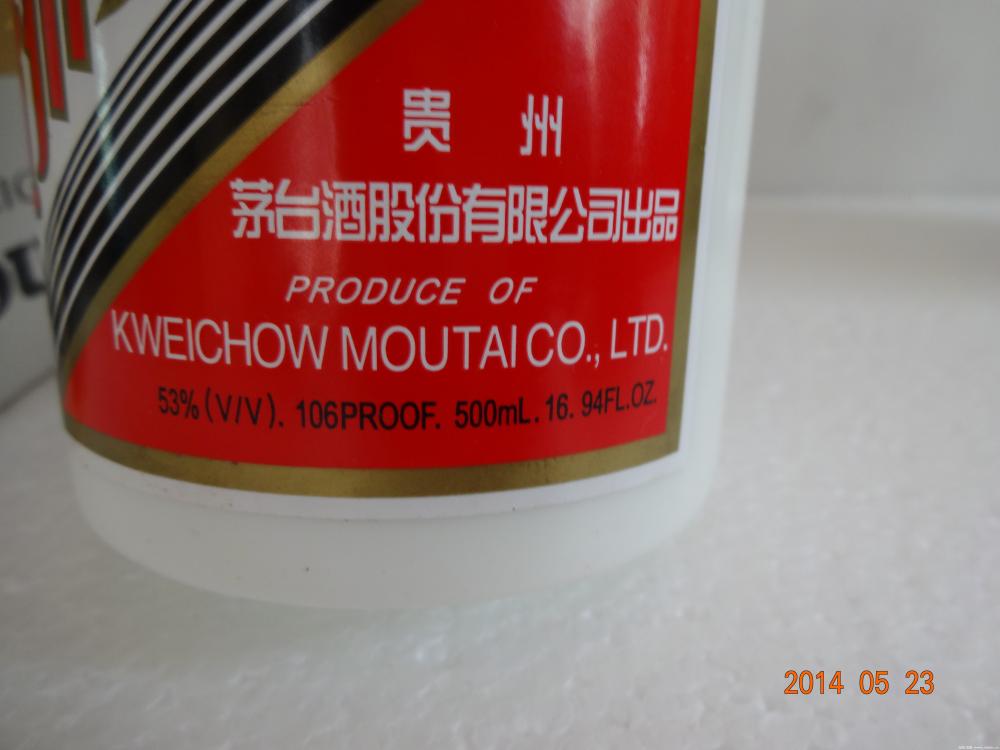 贵 州
茅台酒股份有限公司出品
PRODUCE OF
KWEICHOW MOUTAI CO., LTD.
53% (V/V). 106PROOF. 500mL. 16. 94FL.OZ.
2014 05 23